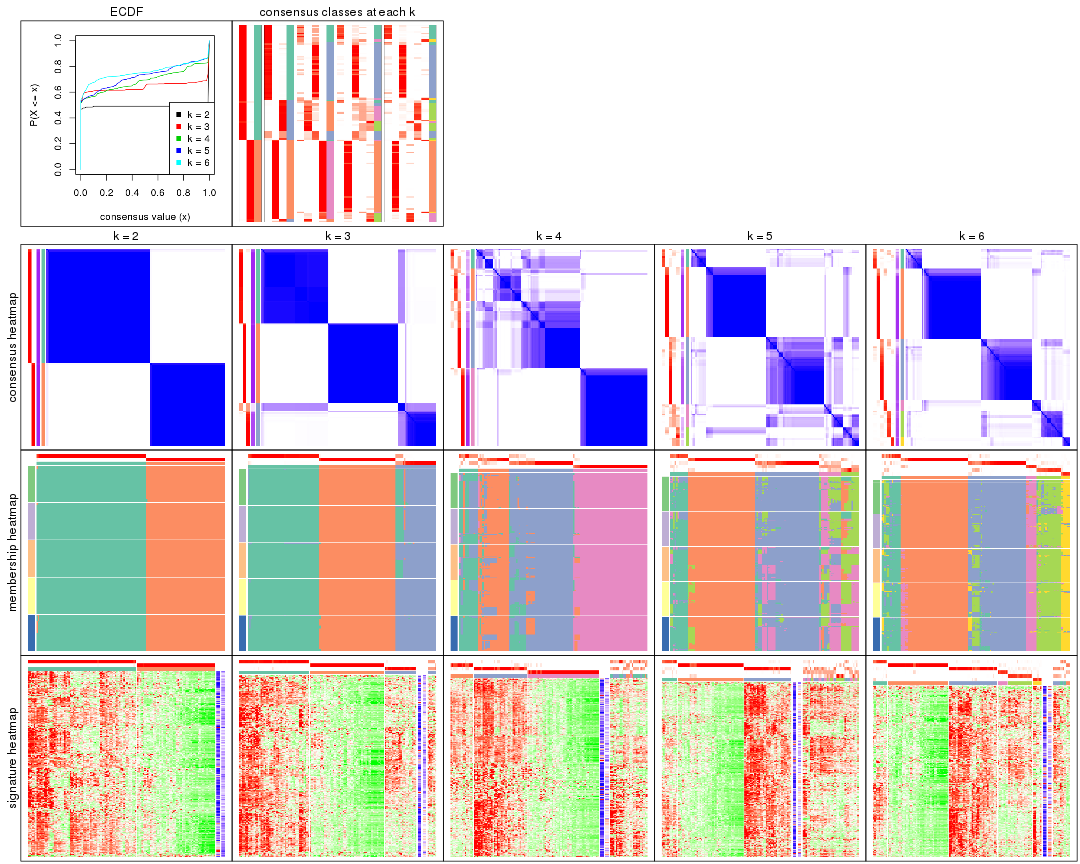 ECDF
consensus classes at each k
P(X <= x)
0.0 0.2 0.4 0.6 0.8 1.0
k = 2
k = 3
k = 4
k = 5
k = 6
0.0 0.2 0.4 0.6 0.8 1.0
consensus value (x)
k = 2
k = 3
k = 4
k = 5
k = 6
consensus heatmap
membership heatmap
signature heatmap